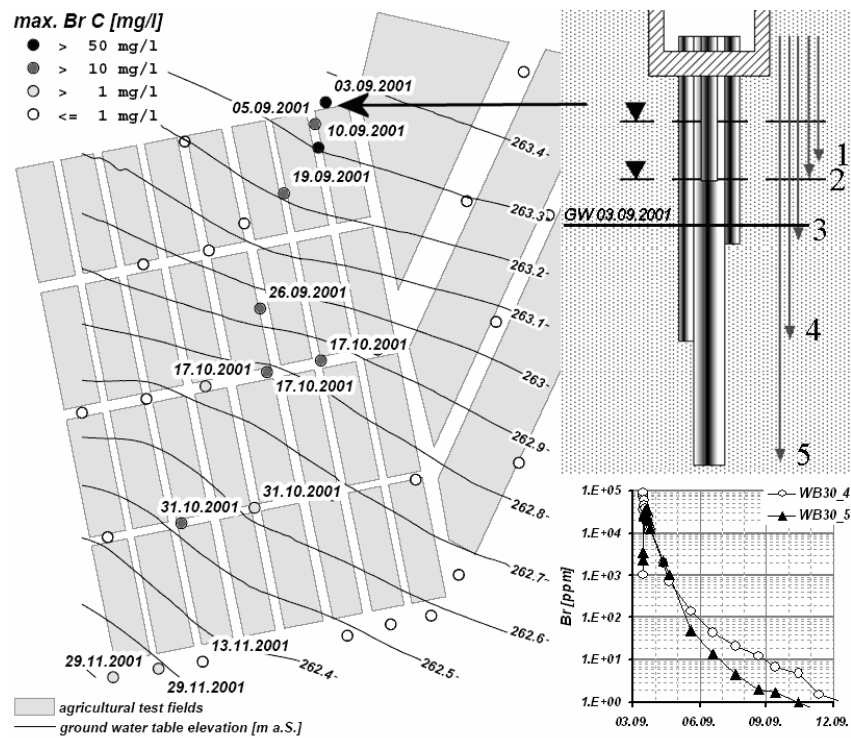 max. Br C [mg/l]
> 50 mg/l
> 10 mg/l
> 1 mg/l
<= 1 mg/l
03.09.2001
05.09.2001
10.09.2001
19.09.2001
26.09.2001
17.10.2001
17.10.2001
17.10.2001
31.10.2001
31.10.2001
13.11.2001
29.11.2001
29.11.2001
263.4-
263.3-
263.2-
263.1-
263-
262.9-
262.8-
262.7-
262.6-
262.5-
262.4-
agricultural test fields
ground water table elevation [m a.S.]
GW 03.09.2001
1
2
3
4
5
WB30_4
WB30_5
Br [ppm]
1.E+05
1.E+04
1.E+03
1.E+02
1.E+01
1.E+00
03.09.
06.09.
09.09.
12.09.